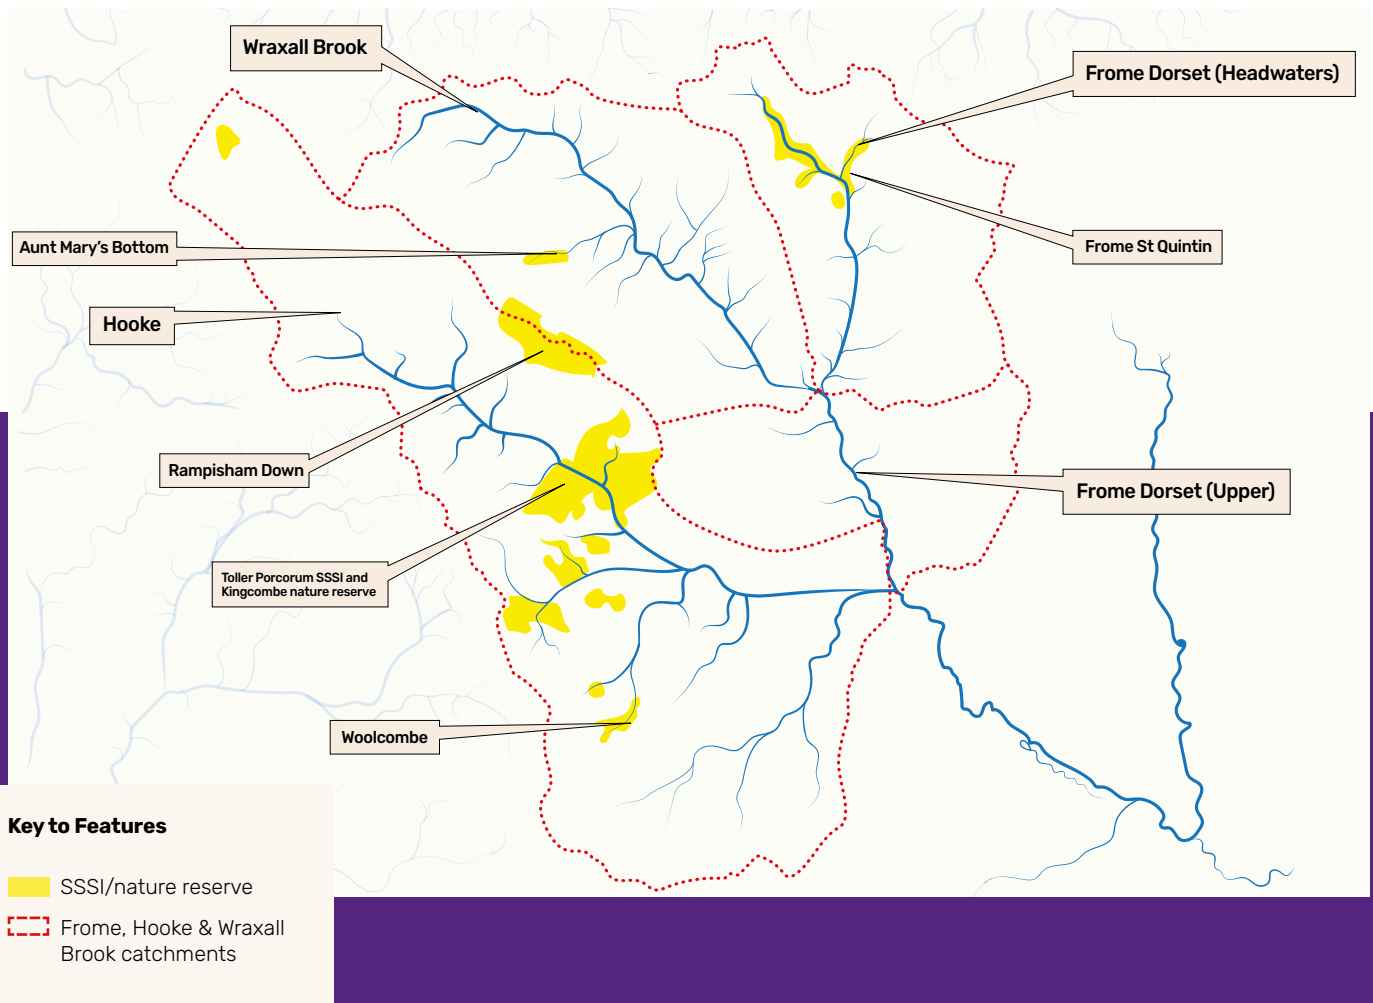 Wraxall Brook
Frome Dorset (Headwaters)
Aunt Mary's Bottom
Frome St Quintin
Hooke
Rampisham Down
Frome Dorset (Upper)
Toller Porcorum SSSI and
Kingcombe nature reserve
Woolcombe
Key to Features
SSSI/nature reserve
Frome, Hooke & Wraxall
Brook catchments